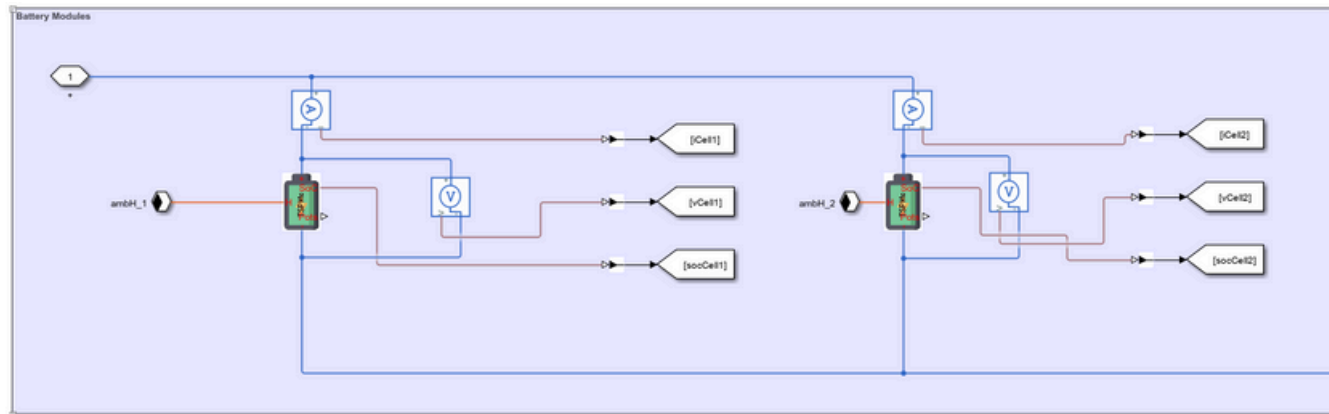 Battery Modules
1
+
A
A
[iCell1]
[iCell2]
ambH_1
V
[vCell1]
ambH_2
V
[vCell2]
[socCell1]
[socCell2]